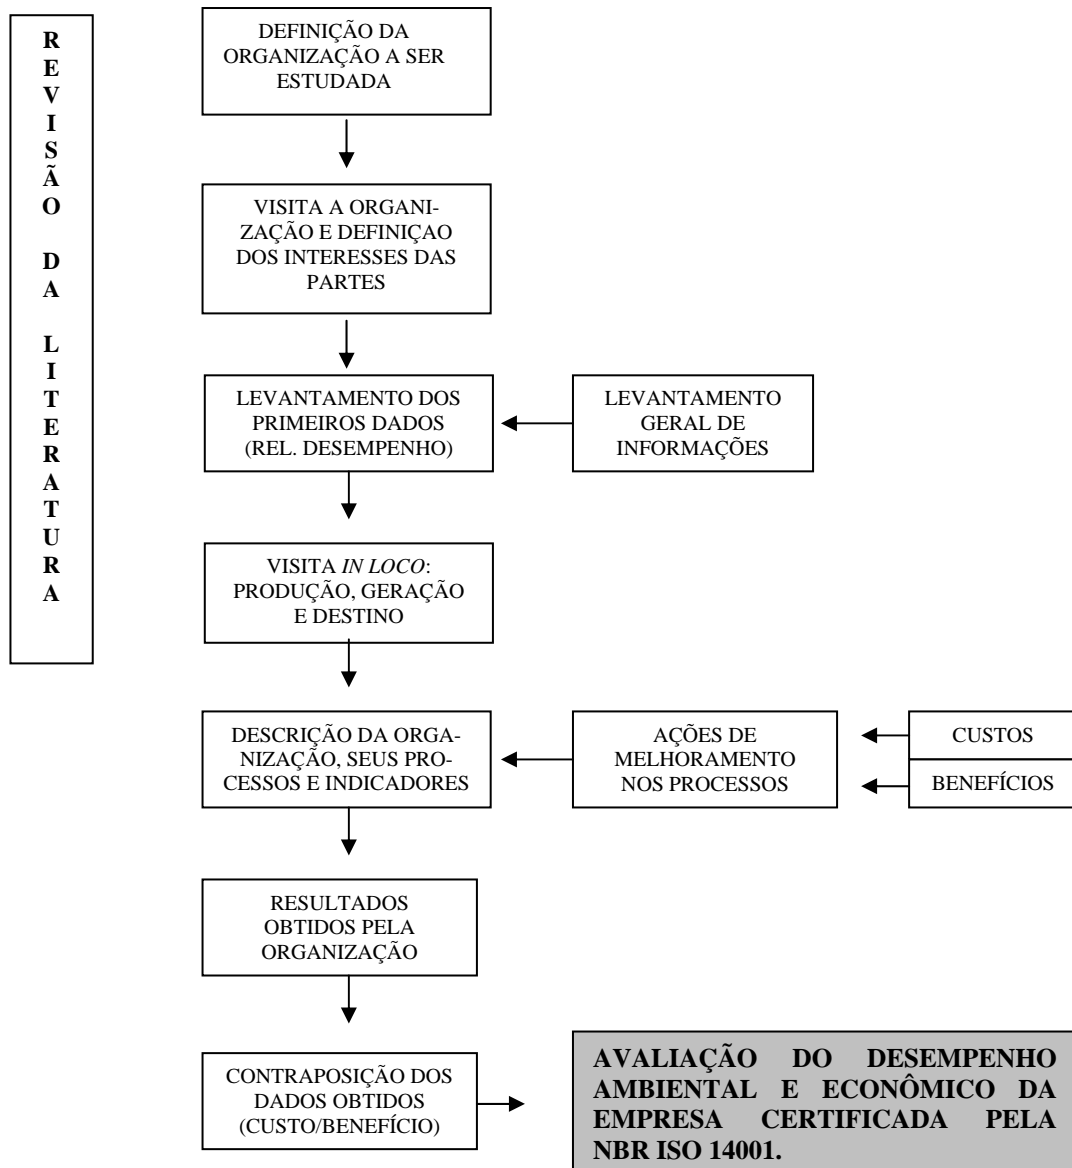 REVISÃO DA LITERATURA
DEFINIÇÃO DA
ORGANIZAÇÃO A SER
ESTUDADA
VISITA A ORGANI-
ZAÇÃO E DEFINIÇAO
DOS INTERESSES DAS
PARTES
LEVANTAMENTO DOS
PRIMEIROS DADOS
(REL. DESEMPENHO)
LEVANTAMENTO
GERAL DE
INFORMAÇÕES
VISITA IN LOCO:
PRODUÇÃO, GERAÇÃO
E DESTINO
DESCRIÇÃO DA ORGA-
NIZAÇÃO, SEUS PRO-
CESSOS E INDICADORES
AÇÕES DE
MELHORAMENTO
NOS PROCESSOS
CUSTOS
BENEFÍCIOS
RESULTADOS
OBTIDOS PELA
ORGANIZAÇÃO
CONTRAPOSIÇÃO DOS
DADOS OBTIDOS
(CUSTO/BENEFÍCIO)
AVALIAÇÃO DO DESEMPENHO
AMBIENTAL E ECONÔMICO DA
EMPRESA CERTIFICADA PELA
NBR ISO 14001.